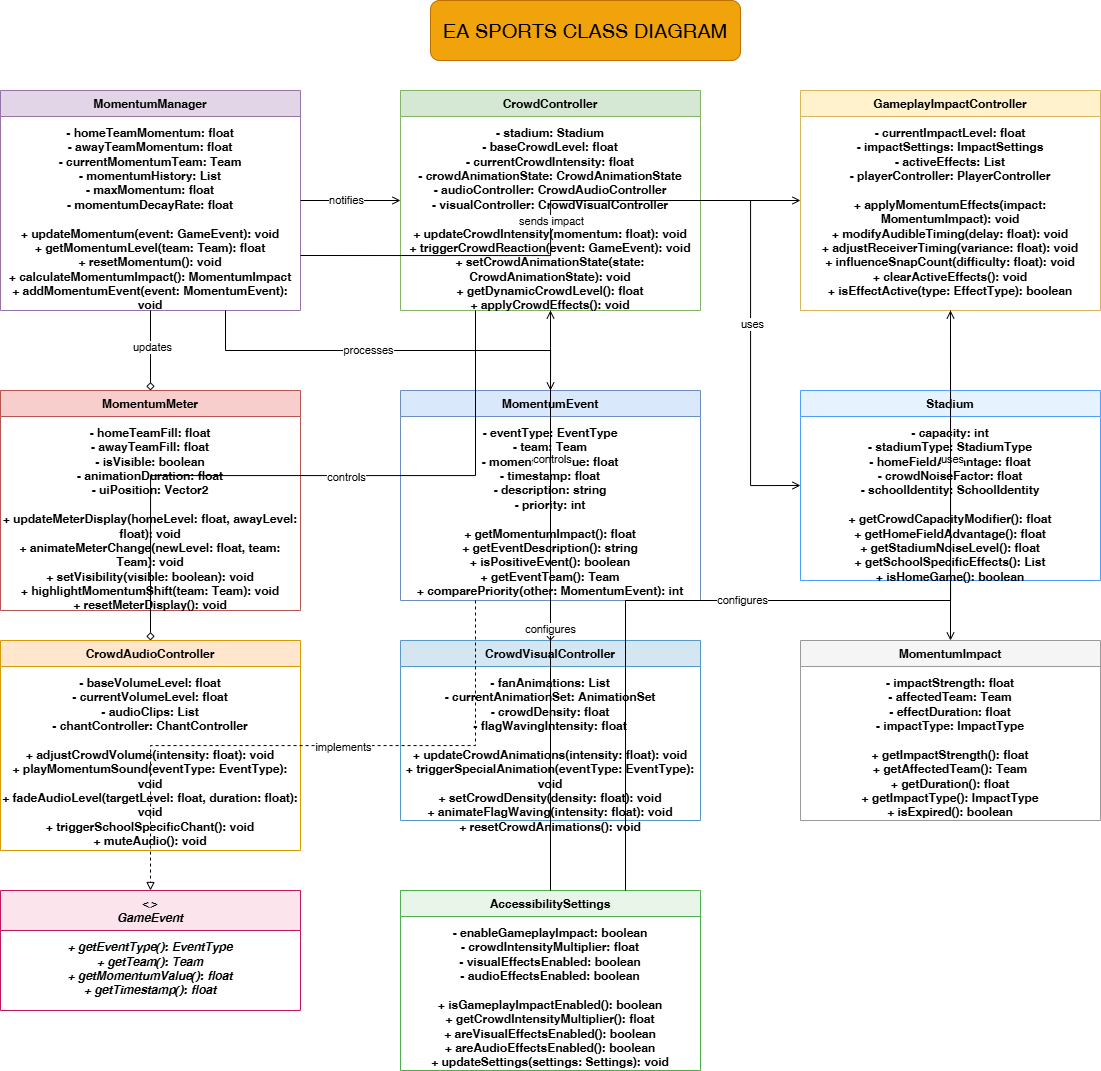 EA SPORTS CLASS DIAGRAM
MomentumManager
- homeTeamMomentum: float
- awayTeamMomentum: float
- currentMomentumTeam: Team
- momentumHistory: List
- maxMomentum: float
- momentumDecayRate: float
+ updateMomentum(event: GameEvent): void
+ getMomentumLevel(team: Team): float
+ resetMomentum(): void
+ calculateMomentumImpact(): MomentumImpact
+ addMomentumEvent(event: MomentumEvent):
void
notifies
CrowdController
- stadium: Stadium
- baseCrowdLevel: float
- currentCrowdIntensity: float
- crowdAnimationState: CrowdAnimationState
- audioController: CrowdAudioController
- visualController: CrowdVisualController
sends impact
+ updateCrowdIntensity(momentum: float): void
+ triggerCrowdReaction(event: GameEvent): void
+ setCrowdAnimationState(state:
CrowdAnimationState): void
+ getDynamicCrowdLevel(): float
+ applyCrowdEffects(): void
GameplayImpactController
- currentImpactLevel: float
- impactSettings: ImpactSettings
- activeEffects: List
- playerController: PlayerController
+ applyMomentumEffects(impact:
MomentumImpact): void
+ modifyAudibleTiming(delay: float): void
+ adjustReceiverTiming(variance: float): void
+ influenceSnapCount(difficulty: float): void
+ clearActiveEffects(): void
+ isEffectActive(type: EffectType): boolean
updates
processes
uses
MomentumMeter
- homeTeamFill: float
- awayTeamFill: float
- isVisible: boolean
- animationDuration: float
- uiPosition: Vector2
+ updateMeterDisplay(homeLevel: float, awayLevel:
float): void
+ animateMeterChange(newLevel: float, team:
Team): void
+ setVisibility(visible: boolean): void
+ highlightMomentumShift(team: Team): void
+ resetMeterDisplay(): void
controls
MomentumEvent
- eventType: EventType
- team: Team
controls
- momen ue: float
- timestamp: float
- description: string
- priority: int
+ getMomentumImpact(): float
+ getEventDescription(): string
+ isPositiveEvent(): boolean
+ getEventTeam(): Team
+ comparePriority(other: MomentumEvent): int
Stadium
- capacity: int
- stadiumType: StadiumType
uses
- homeField ntage: float
- crowdNoiseFactor: float
- schoolIdentity: SchoolIdentity
+ getCrowdCapacityModifier(): float
+ getHomeFieldAdvantage(): float
+ getStadiumNoiseLevel(): float
+ getSchoolSpecificEffects(): List
+ isHomeGame(): boolean
configures
configures
CrowdAudioController
- baseVolumeLevel: float
- currentVolumeLevel: float
- audioClips: List
- chantController: ChantController
+ adjustCrowdVolume(intensity: float): void
+ playMomentumSound(eventType: EventType):
void
+ fadeAudioLevel(targetLevel: float, duration: float):
void
+ triggerSchoolSpecificChant(): void
+ muteAudio(): void
implements
CrowdVisualController
- fanAnimations: List
- currentAnimationSet: AnimationSet
- crowdDensity: float
- flagWavingIntensity: float
+ updateCrowdAnimations(intensity: float): void
+ triggerSpecialAnimation(eventType: EventType):
void
+ setCrowdDensity(density: float): void
+ animateFlagWaving(intensity: float): void
+ resetCrowdAnimations(): void
MomentumImpact
- impactStrength: float
- affectedTeam: Team
- effectDuration: float
- impactType: ImpactType
+ getImpactStrength(): float
+ getAffectedTeam(): Team
+ getDuration(): float
+ getImpactType(): ImpactType
+ isExpired(): boolean
<>
GameEvent
+ getEventType(): EventType
+ getTeam(): Team
+ getMomentumValue(): float
+ getTimestamp(): float
AccessibilitySettings
- enableGameplayImpact: boolean
- crowdIntensityMultiplier: float
- visualEffectsEnabled: boolean
- audioEffectsEnabled: boolean
+ isGameplayImpactEnabled(): boolean
+ getCrowdIntensityMultiplier(): float
+ areVisualEffectsEnabled(): boolean
+ areAudioEffectsEnabled(): boolean
+ updateSettings(settings: Settings): void